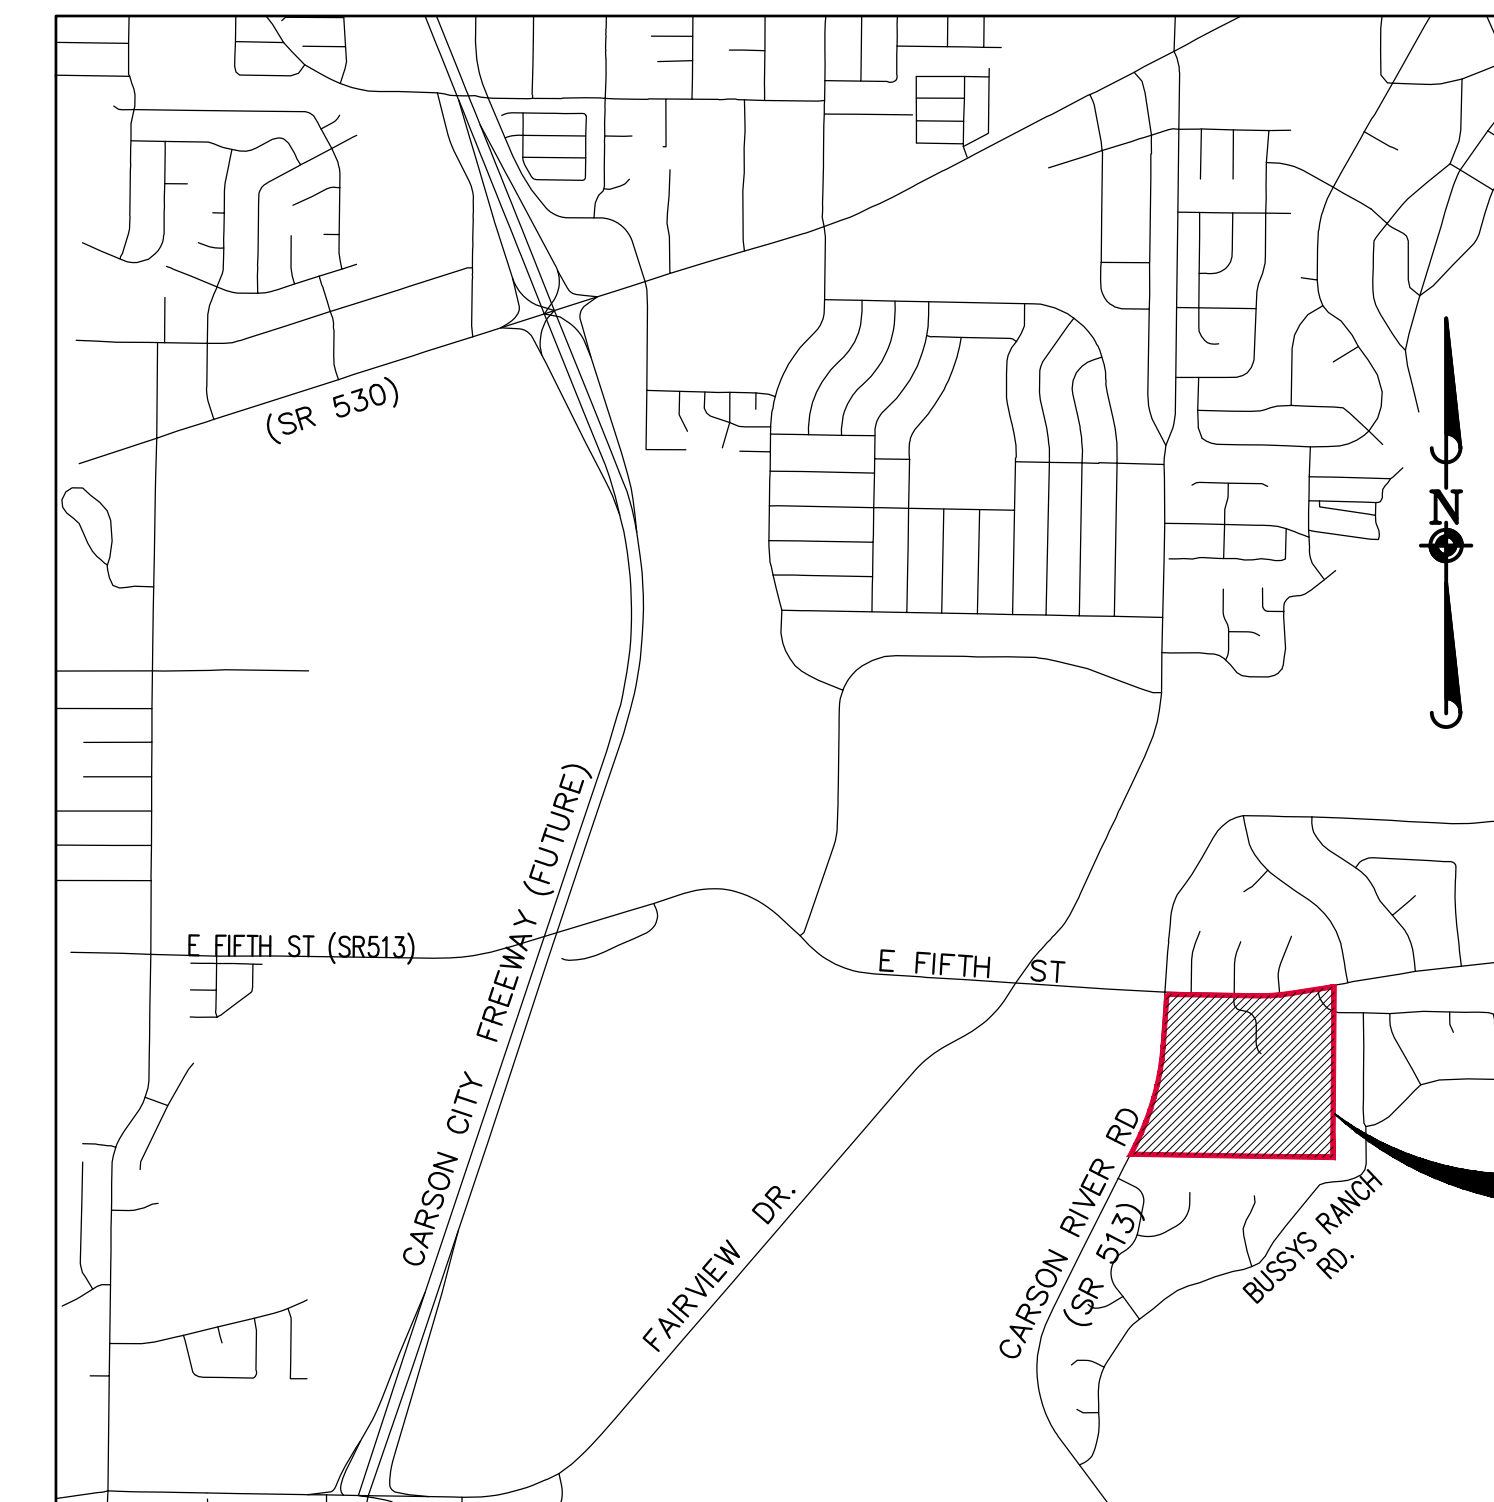 (SR 530)
N
CARSON CITY FREEWAY (FUTURE)
E FIFTH ST (SR513)
E FIFTH ST
FAIRVIEW DR.
CARSON RIVER RD
(SR 513)
BUSSYS RANCH
RD.